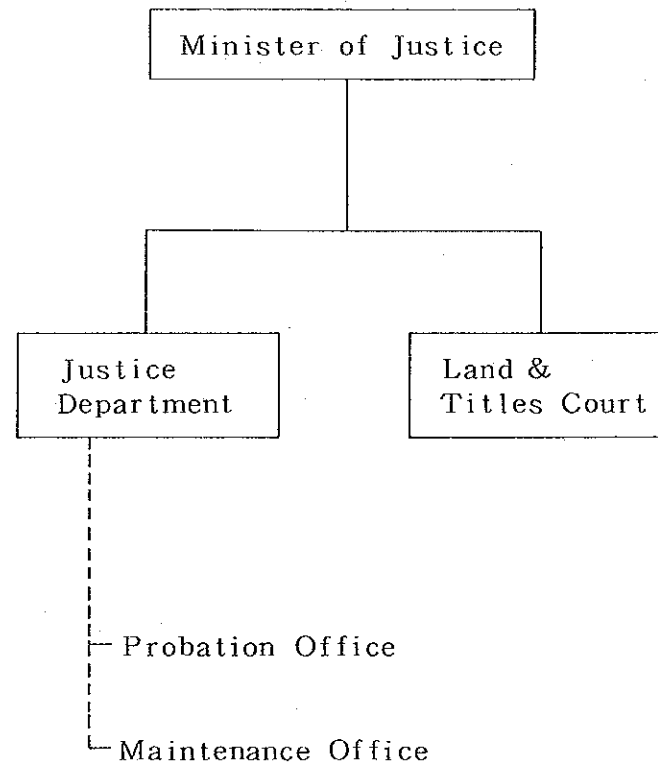 Minister of Justice
Justice
Department
Land &
Titles Court
Probation Office
Maintenance Office